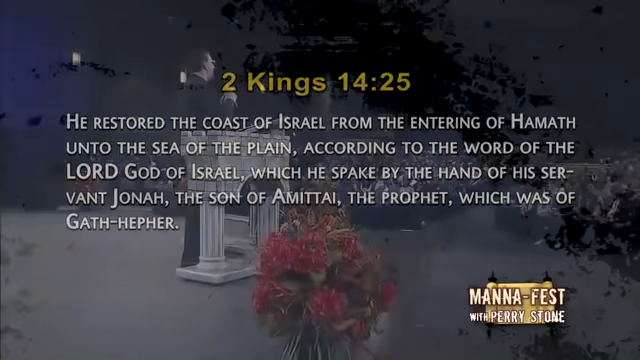 2 Kings 14:25
He restored the coast of Israel from the entering of Hamath
unto the sea of the plain, according to the word of the
LORD God of Israel, which he spake by the hand of his ser-
vant Jonah, the son of Amittai, the prophet, which was of
Gath-hepher.
MANNA-FEST
WITH PERRY STONE